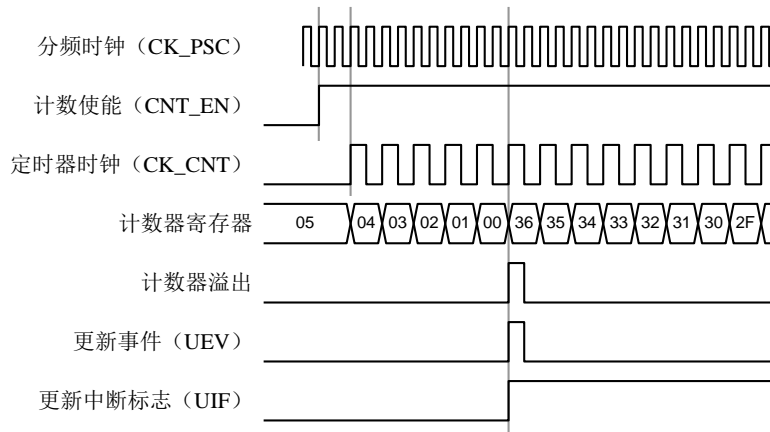 分频时钟（CK_PSC）
计数使能（CNT_EN）
定时器时钟（CK_CNT）
计数器寄存器 05 04 03 02 01 00 36 35 34 33 32 31 30 2F
计数器溢出
更新事件（UEV）
更新中断标志（UIF）